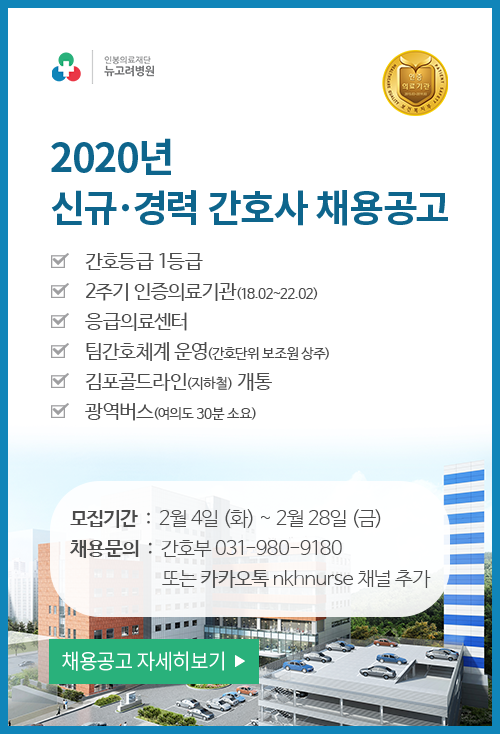 인봉의료재단
뉴고려병원
인증
의료기관
2020년
신규·경력 간호사 채용공고
간호등급 1등급
2주기 인증의료기관(18.02~22.02)
응급의료센터
팀간호체계 운영(간호단위 보조원 상주)
김포골드라인(지하철) 개통
광역버스(여의도 30분 소요)
모집기간 : 2월 4일 (화) ~ 2월 28일 (금)
채용문의 : 간호부 031-980-9180
또는 카카오톡 nkhnurse 채널 추가
채용공고 자세히보기 ▶